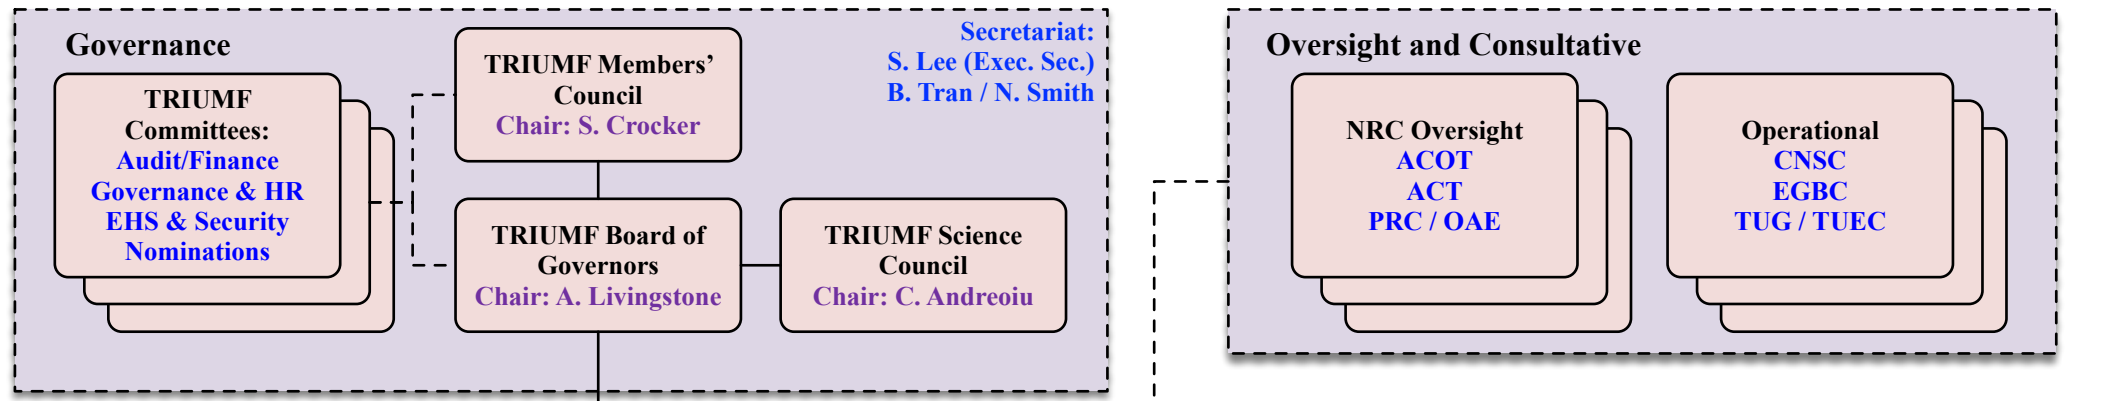 Governance
TRIUMF
Committees:
Audit/Finance
Governance & HR
EHS & Security
Nominations
TRIUMF Members’
Council
Chair: S. Crocker
Secretariat:
S. Lee (Exec. Sec.)
B. Tran / N. Smith
TRIUMF Board of
Governors
Chair: A. Livingstone
TRIUMF Science
Council
Chair: C. Andreoiu
Oversight and Consultative
NRC Oversight
ACOT
ACT
PRC / OAE
Operational
CNSC
EGBC
TUG / TUEC